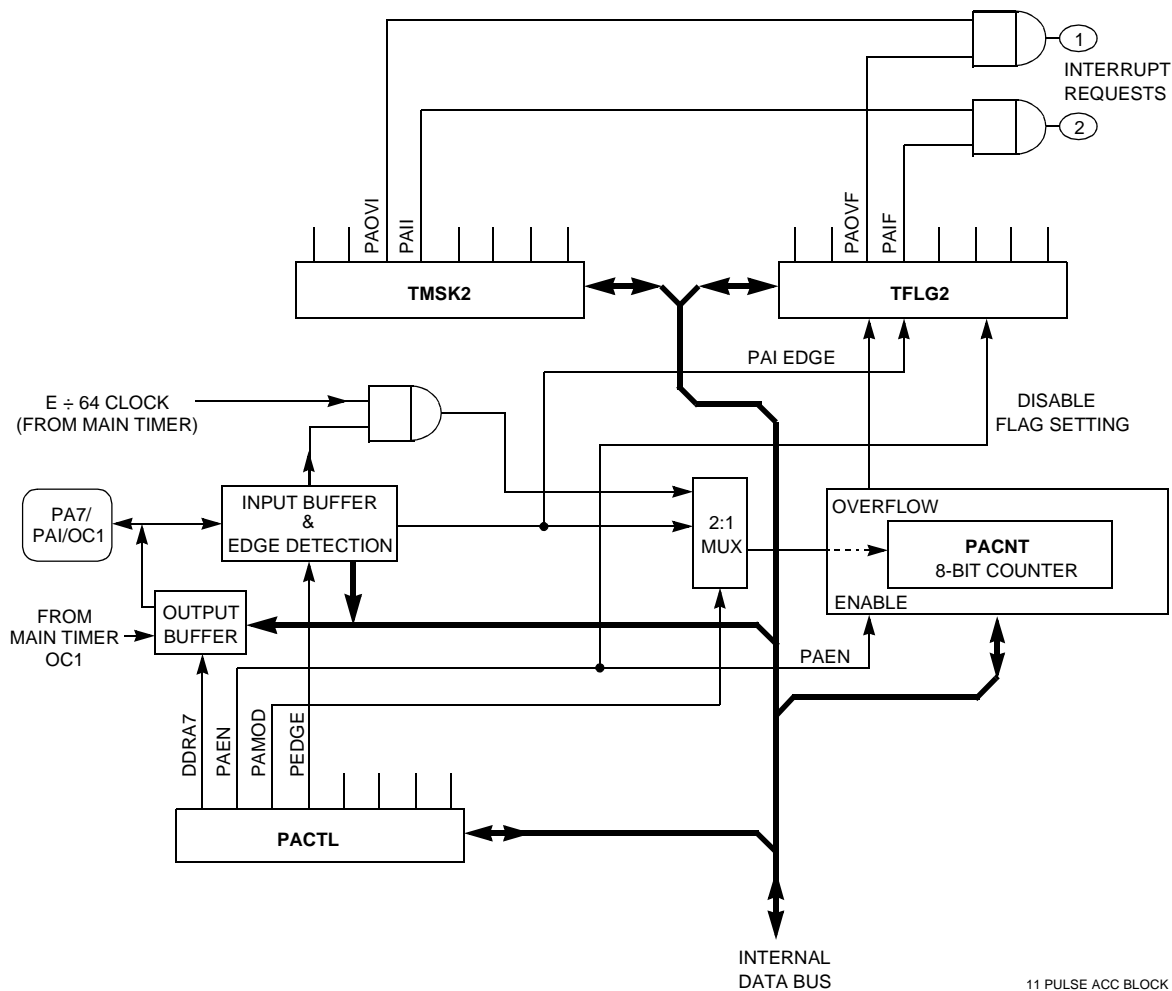 1
INTERRUPT
REQUESTS
2
PAOVI
PAII
PAOVF
PAIF
TMSK2
TFLG2
PAI EDGE
E ÷ 64 CLOCK
(FROM MAIN TIMER)
DISABLE
FLAG SETTING
PA7/
PAI/OC1
INPUT BUFFER
&
EDGE DETECTION
2:1
MUX
OVERFLOW
PACNT
8-BIT COUNTER
ENABLE
FROM
MAIN TIMER
OC1
OUTPUT
BUFFER
PAEN
DDRA7
PAEN
PAMOD
PEDGE
PACTL
INTERNAL
DATA BUS
11 PULSE ACC BLOCK